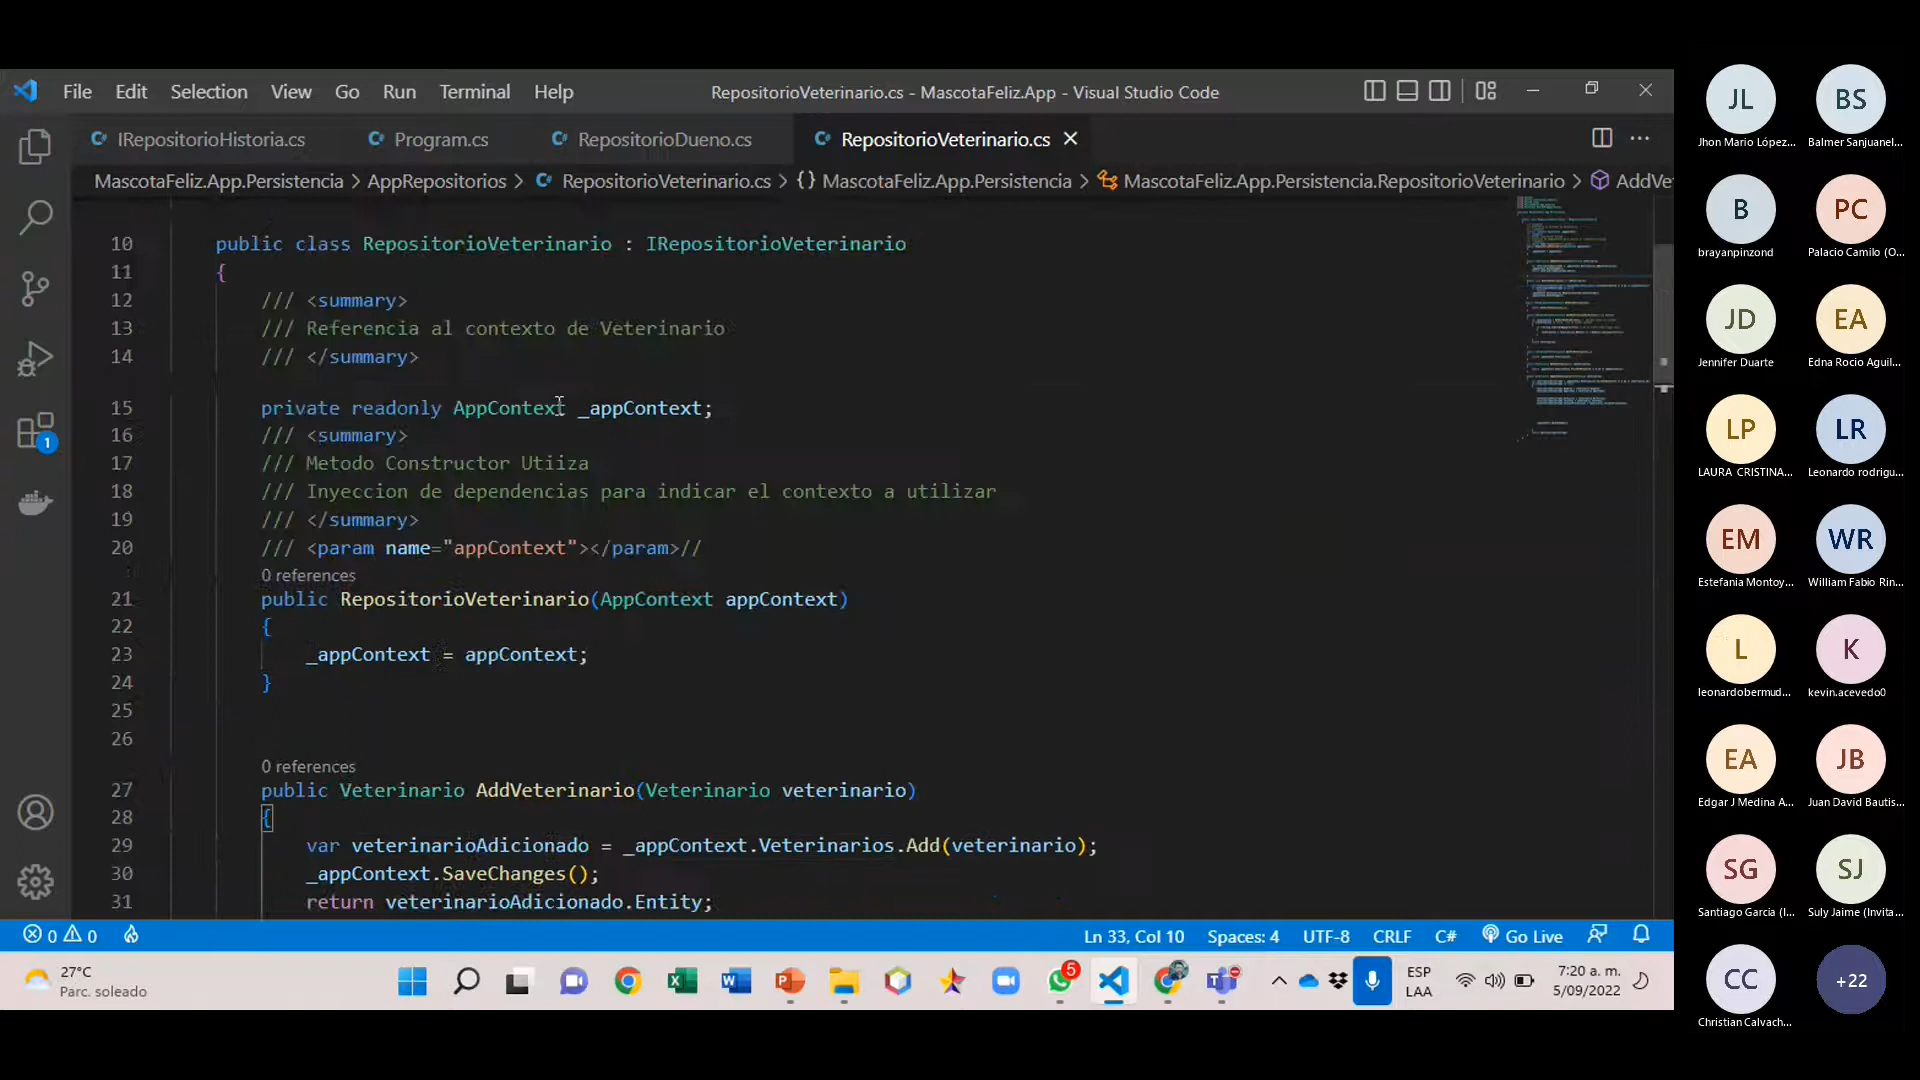 File Edit Selection View Go Run Terminal Help RepositorioVeterinario.cs - MascotaFeliz.App - Visual Studio Code
IRepositorioHistoria.cs Program.cs RepositorioDueno.cs RepositorioVeterinario.cs
MascotaFeliz.App.Persistencia > AppRepositorios > RepositorioVeterinario.cs > {} MascotaFeliz.App.Persistencia > MascotaFeliz.App.Persistencia.RepositorioVeterinario > AddVe
10 public class RepositorioVeterinario : IRepositorioVeterinario
11 {
12 /// <summary>
13 /// Referencia al contexto de Veterinario
14 /// </summary>
15 private readonly AppContext _appContext;
16 /// <summary>
17 /// Metodo Constructor Utiiza
18 /// Inyeccion de dependencias para indicar el contexto a utilizar
19 /// </summary>
20 /// <param name="appContext"></param>//
0 references
21 public RepositorioVeterinario(AppContext appContext)
22 {
23 _appContext = appContext;
24 }
25
26
0 references
27 public Veterinario AddVeterinario(Veterinario veterinario)
28 {
29 var veterinarioAdicionado = _appContext.Veterinarios.Add(veterinario);
30 _appContext.SaveChanges();
31 return veterinarioAdicionado.Entity;
1
0 0 Ln 33, Col 10 Spaces: 4 UTF-8 CRLF C# Go Live
27°C
Parc. soleado
5
ESP
LAA
7:20 a. m.
5/09/2022
JL BS
Jhon Mario López... Balmer Sanjuanel...
B PC
brayanpinzond Palacio Camilo (O...
JD EA
Jennifer Duarte Edna Rocio Aguil...
LP LR
LAURA CRISTINA... Leonardo rodrigu...
EM WR
Estefania Montoy... William Fabio Rin...
L K
leonardobermud... kevin.acevedo0
EA JB
Edgar J Medina A... Juan David Bautis...
SG SJ
Santiago Garcia (I... Suly Jaime (Invita...
CC +22
Christian Calvach...